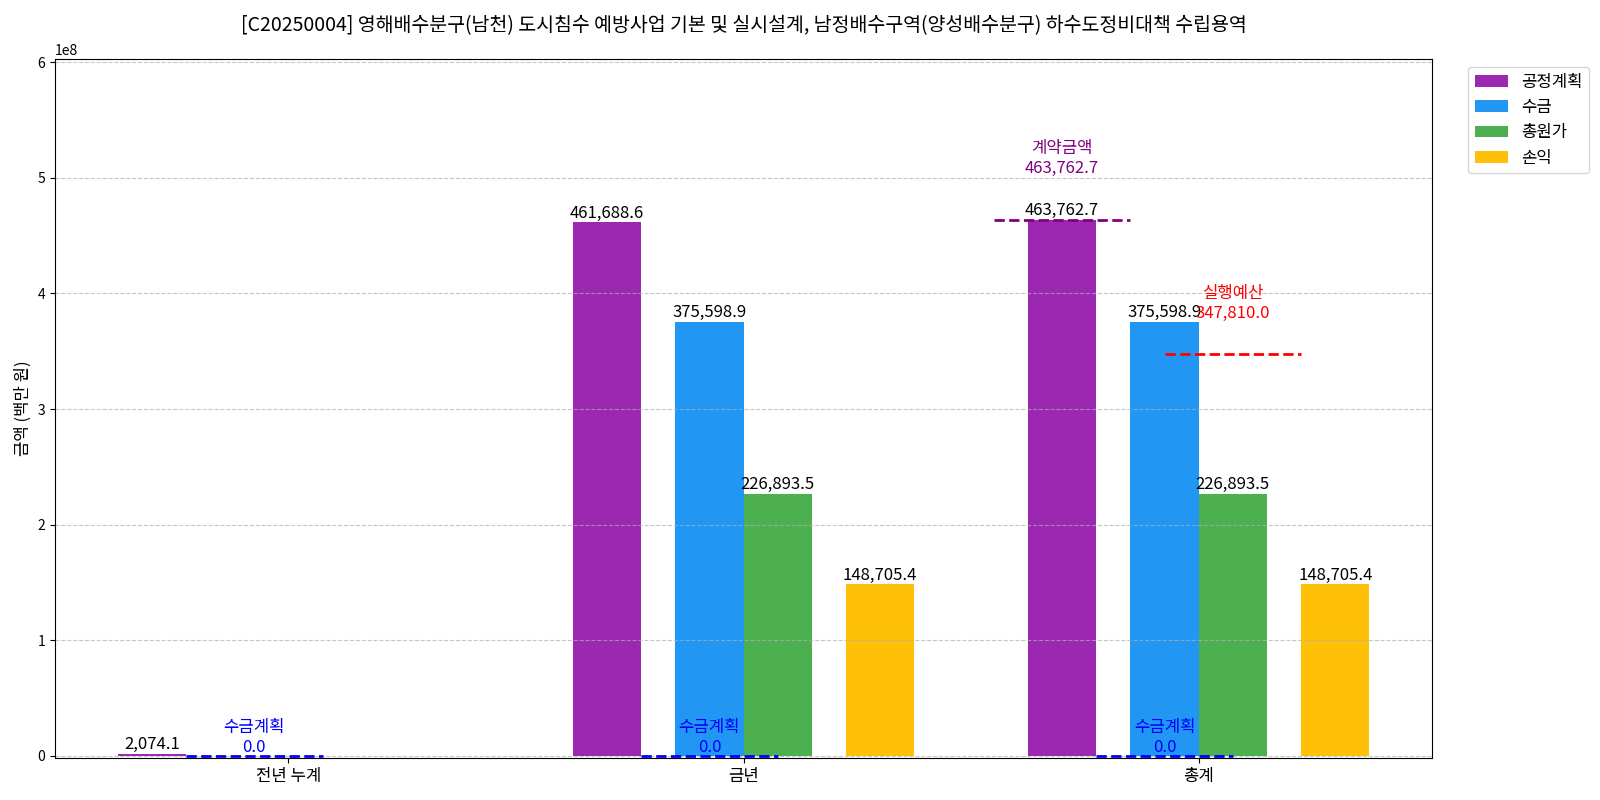 [C20250004] 영해배수분구(남천) 도시침수 예방사업 기본 및 실시설계, 남정배수구역(양성배수분구) 하수도정비대책 수립용역
1e8
6
5
4
3
2
1
0
금액 (백만 원)
공정계획
수금
총원가
손익
계약금액
463,762.7
461,688.6
463,762.7
실행예산
347,810.0
375,598.9
375,598.9
226,893.5
226,893.5
148,705.4
148,705.4
2,074.1
수금계획
0.0
수금계획
0.0
수금계획
0.0
전년 누계
금년
총계